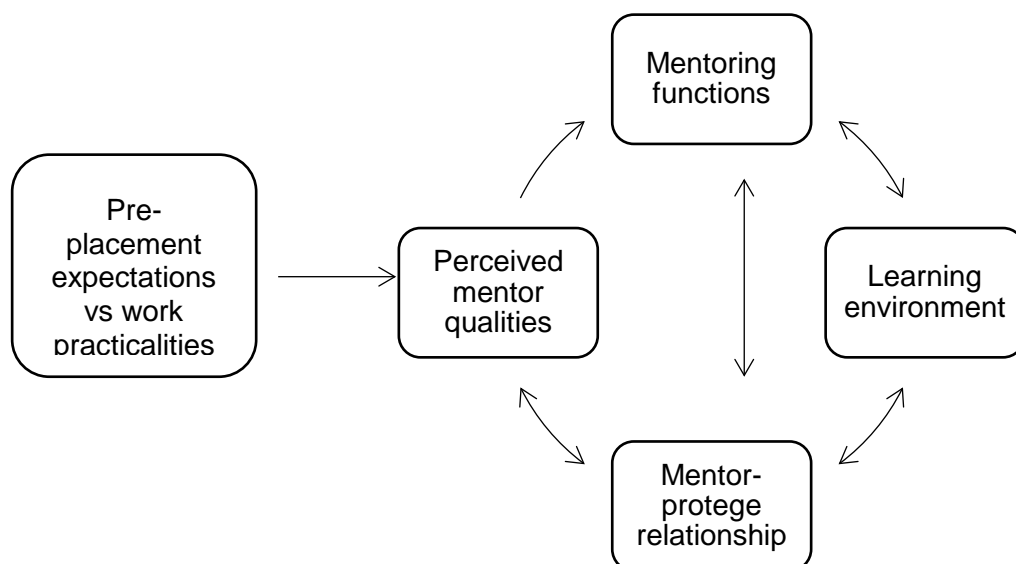 Mentoring
functions
Pre-
placement
expectations
vs work
practicalities
Perceived
mentor
qualities
Learning
environment
Mentor-
protege
relationship